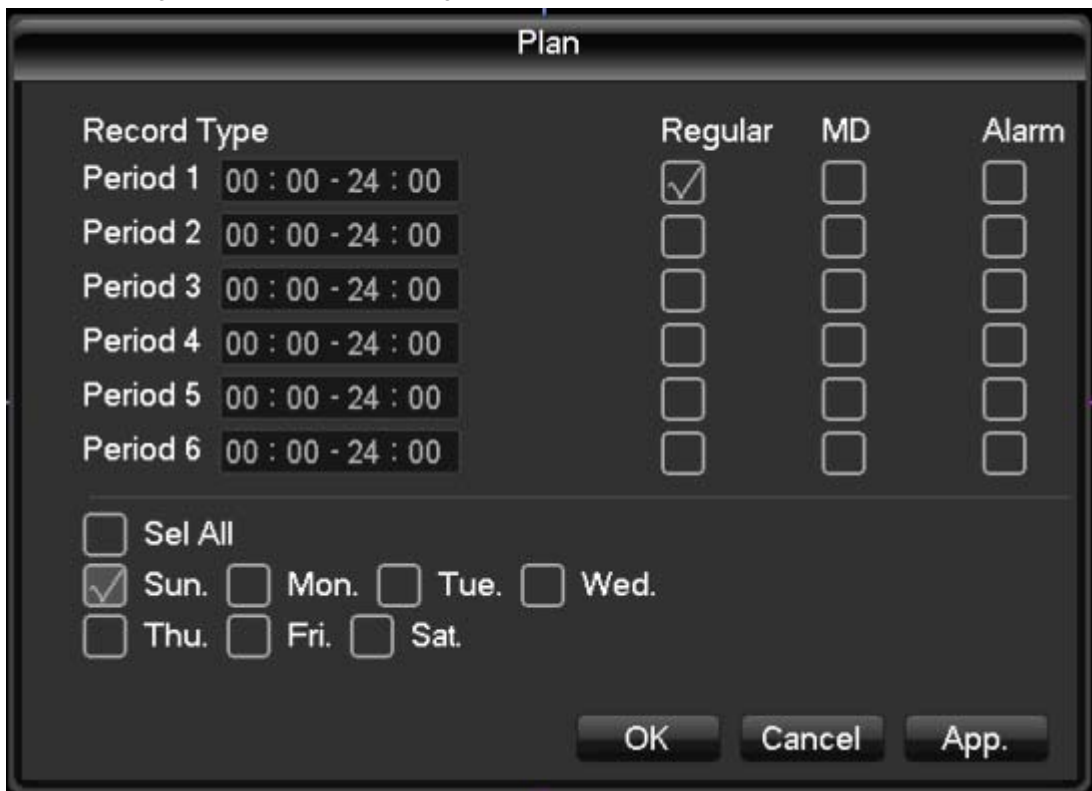 Plan
Record Type Regular MD Alarm
Period 1 00 : 00 - 24 : 00
Period 2 00 : 00 - 24 : 00
Period 3 00 : 00 - 24 : 00
Period 4 00 : 00 - 24 : 00
Period 5 00 : 00 - 24 : 00
Period 6 00 : 00 - 24 : 00
Sel All
Sun. Mon. Tue. Wed.
Thu. Fri. Sat.
OK Cancel App.